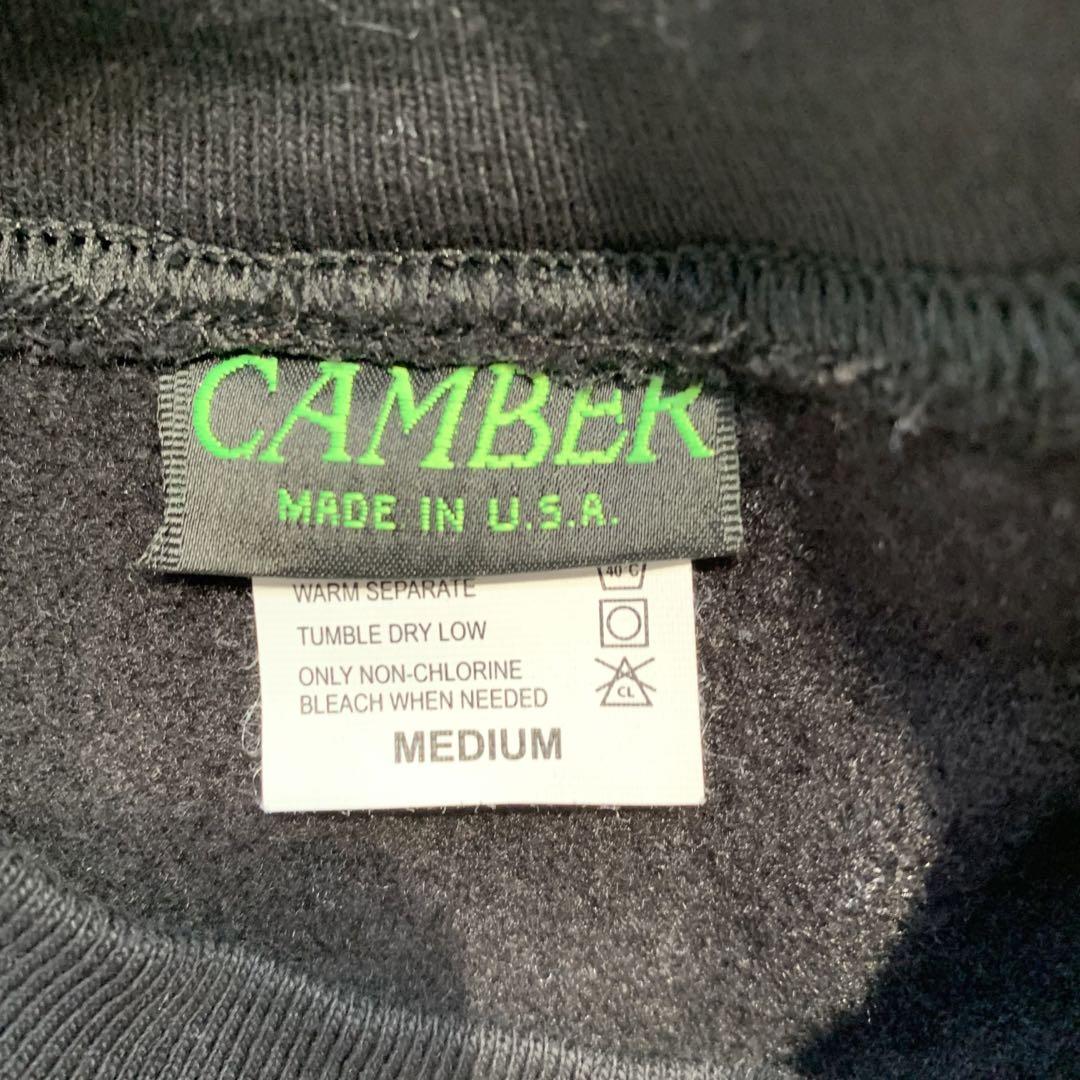 CAMBER
MADE IN U.S.A.
WARM SEPARATE
40°C
TUMBLE DRY LOW
ONLY NON-CHLORINE
BLEACH WHEN NEEDED
CL
MEDIUM